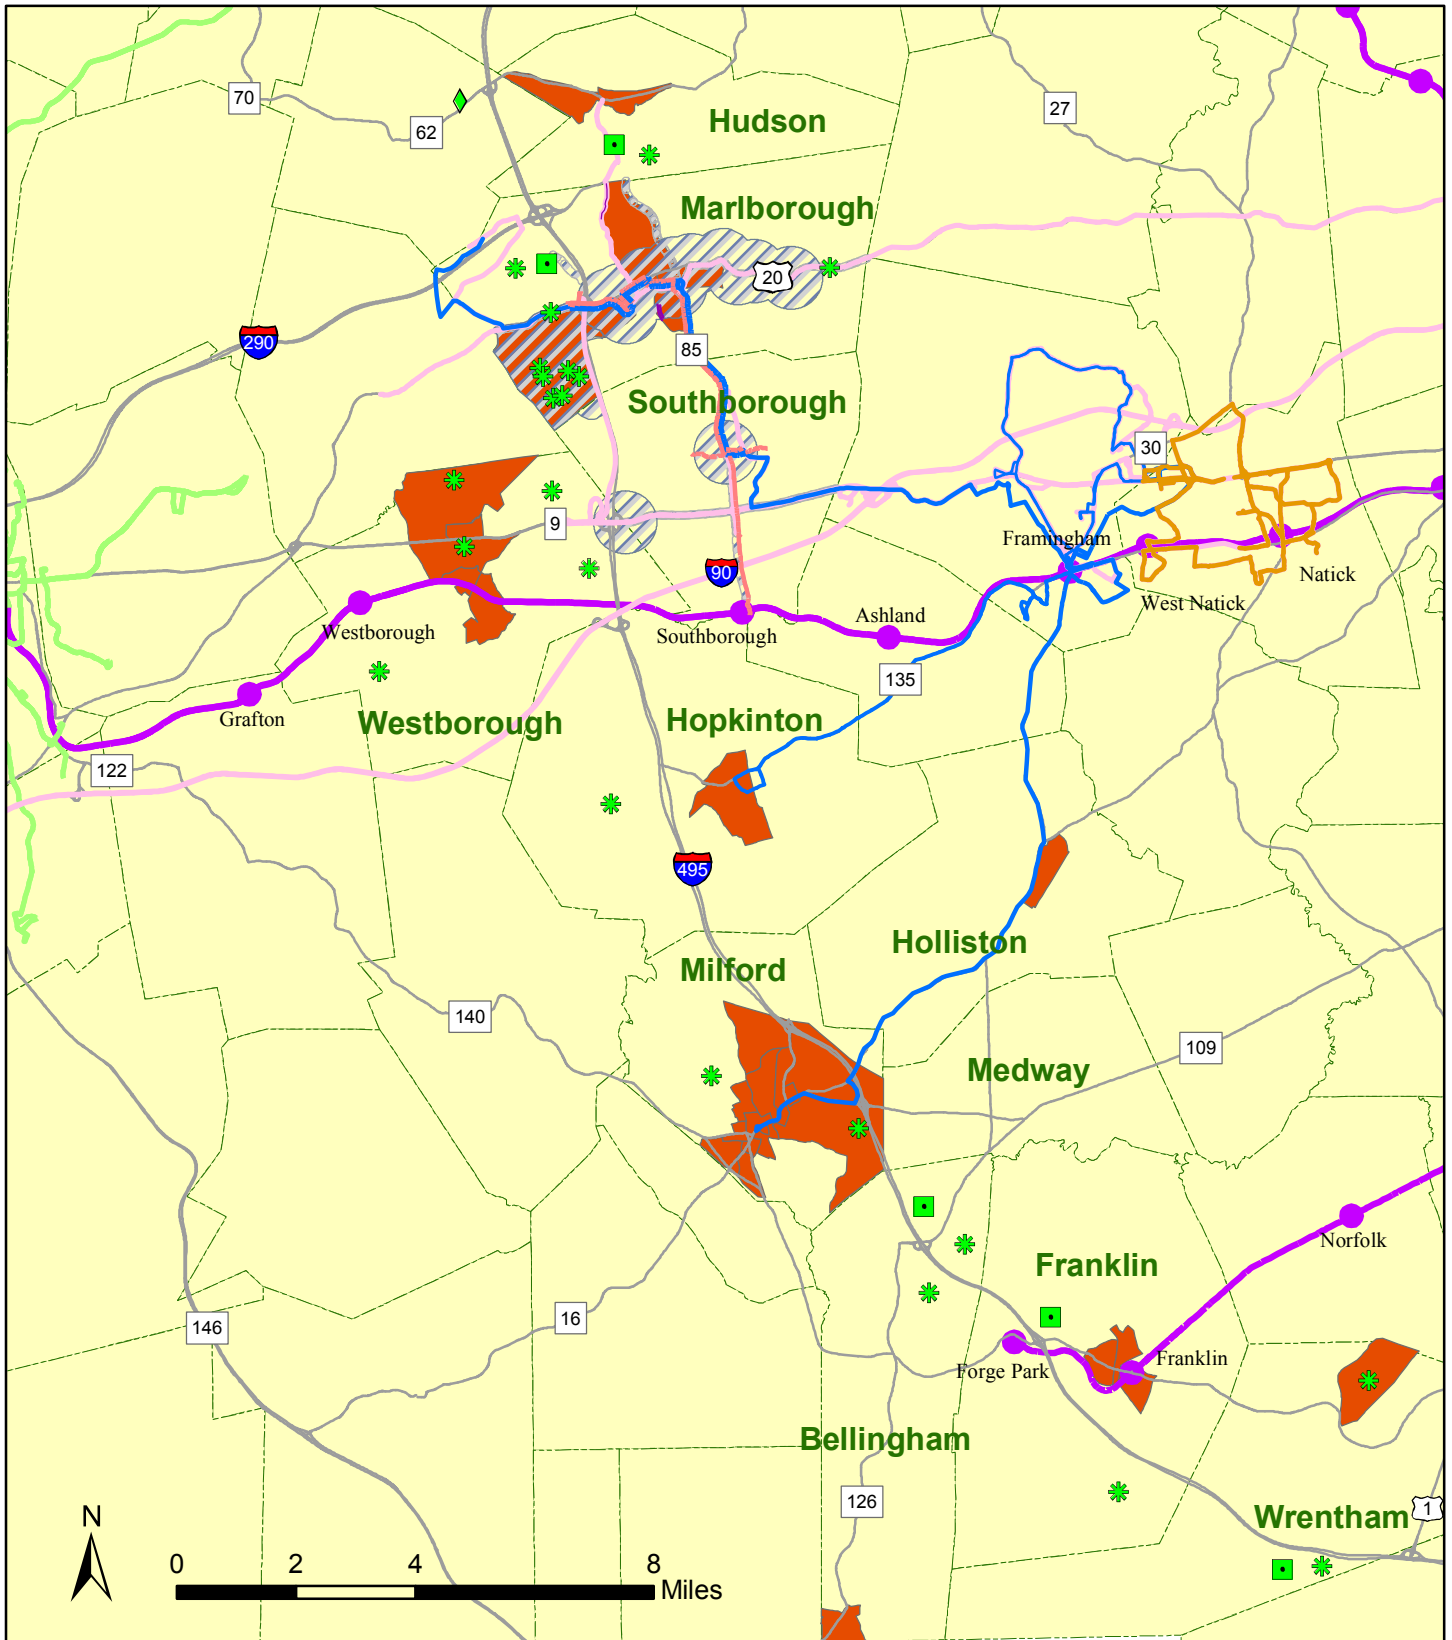 70
62
27
Hudson
Marlborough
20
290
85
Southborough
30
9
Framingham
90
Natick
West Natick
Ashland
Westborough
Southborough
135
Grafton
Westborough
Hopkinton
122
495
Holliston
Milford
140
109
Medway
Norfolk
Franklin
16
146
Franklin
Forge Park
Bellingham
126
1
Wrentham
N
0 2 4 8
Miles